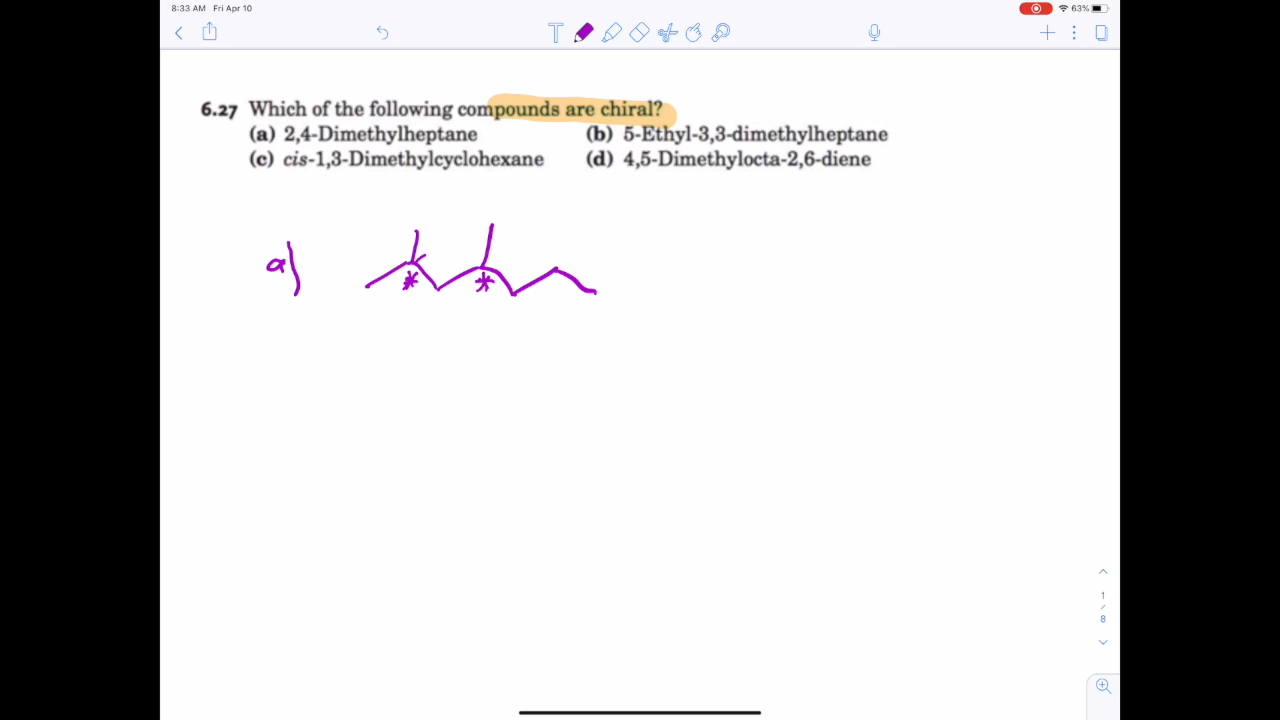 8:33 AM Fri Apr 10
63%
T
6.27 Which of the following compounds are chiral?
(a) 2,4-Dimethylheptane (b) 5-Ethyl-3,3-dimethylheptane
(c) cis-1,3-Dimethylcyclohexane (d) 4,5-Dimethylocta-2,6-diene
a)
* *
1
/
8